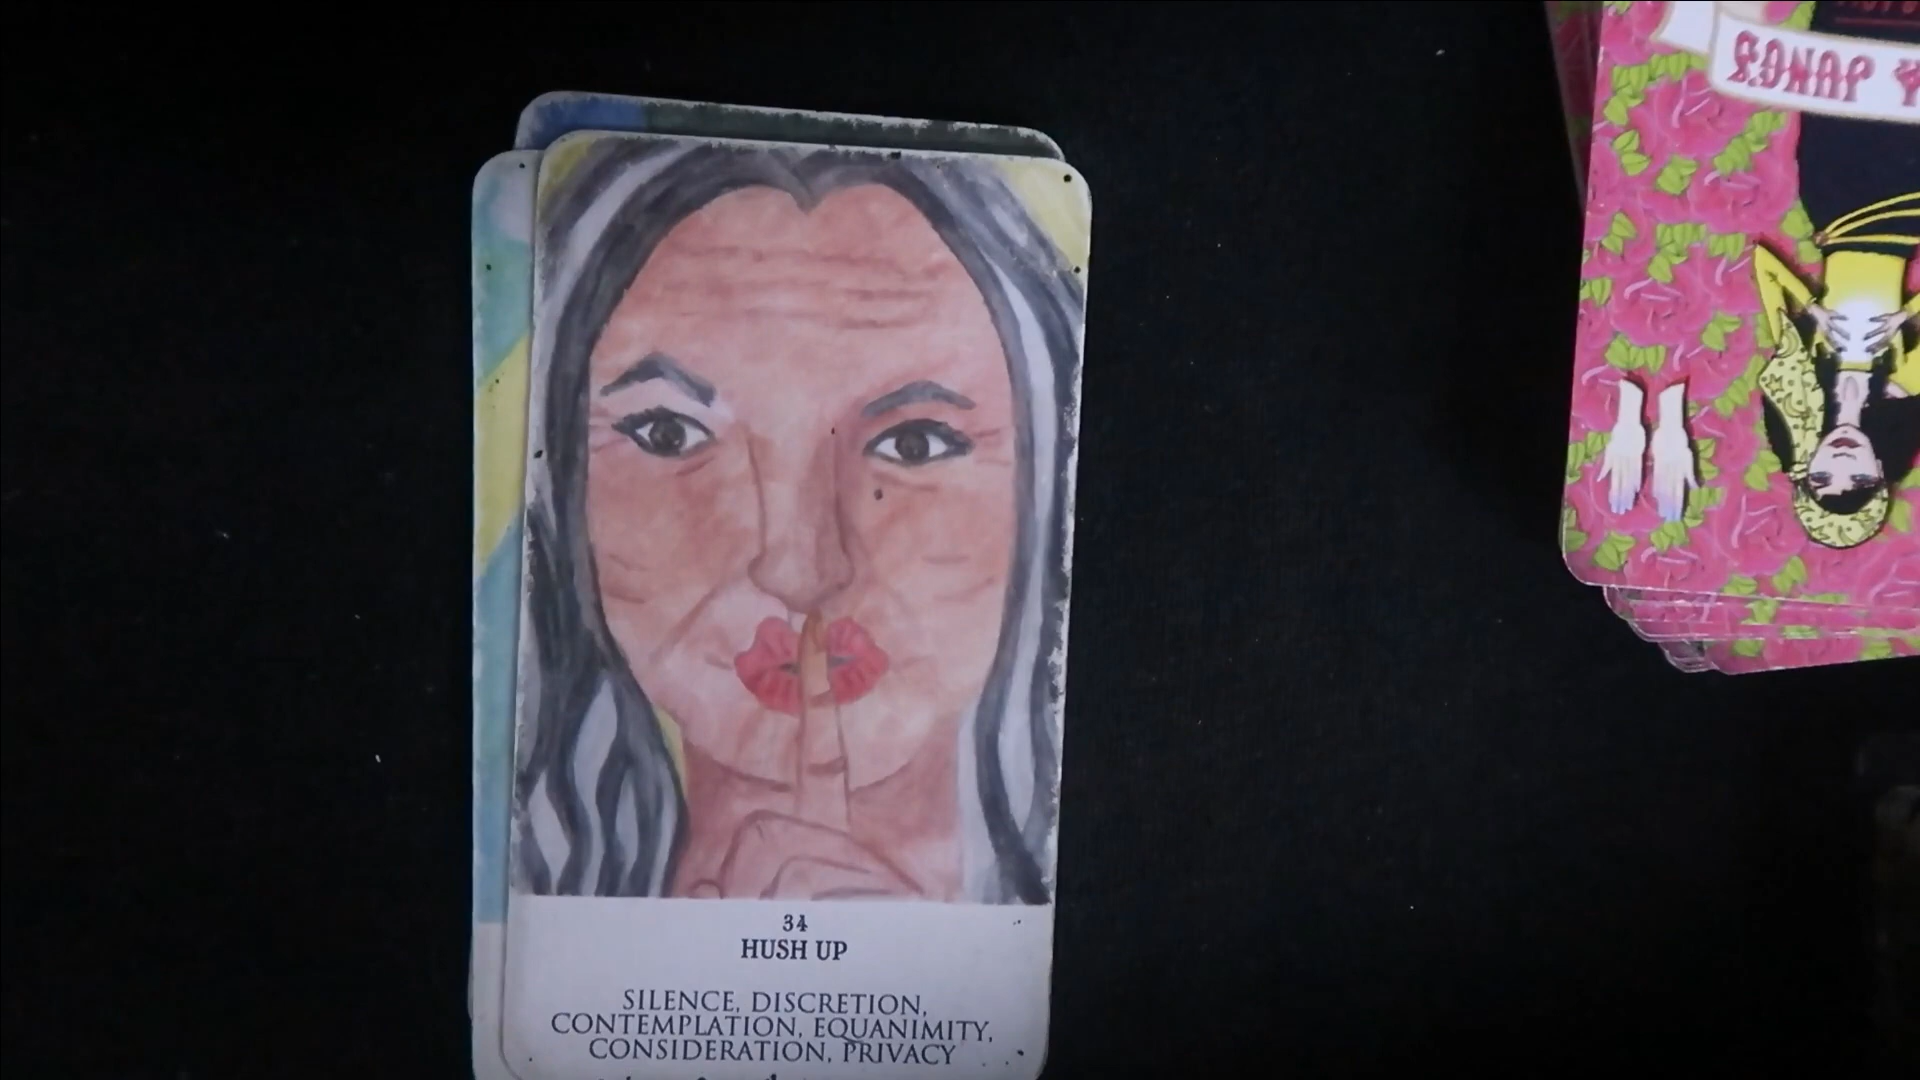 34
HUSH UP
SILENCE, DISCRETION,
CONTEMPLATION, EQUANIMITY,
CONSIDERATION, PRIVACY